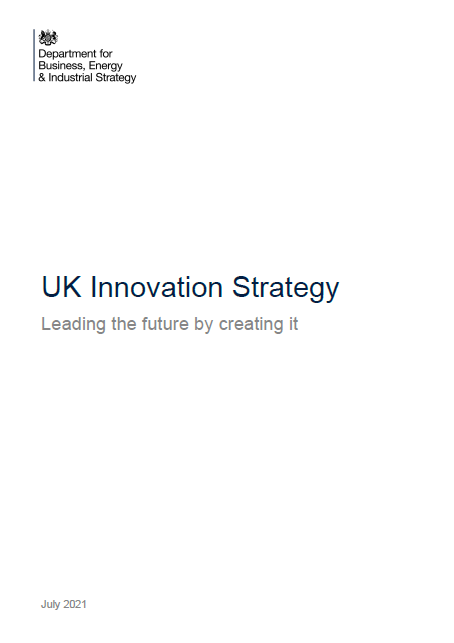 Department for
Business, Energy
& Industrial Strategy
UK Innovation Strategy
Leading the future by creating it
July 2021